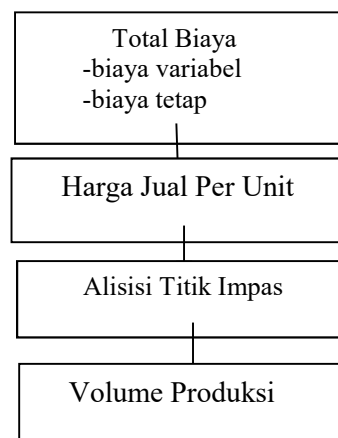 Total Biaya
-biaya variabel
-biaya tetap
Harga Jual Per Unit
Alisisi Titik Impas
Volume Produksi